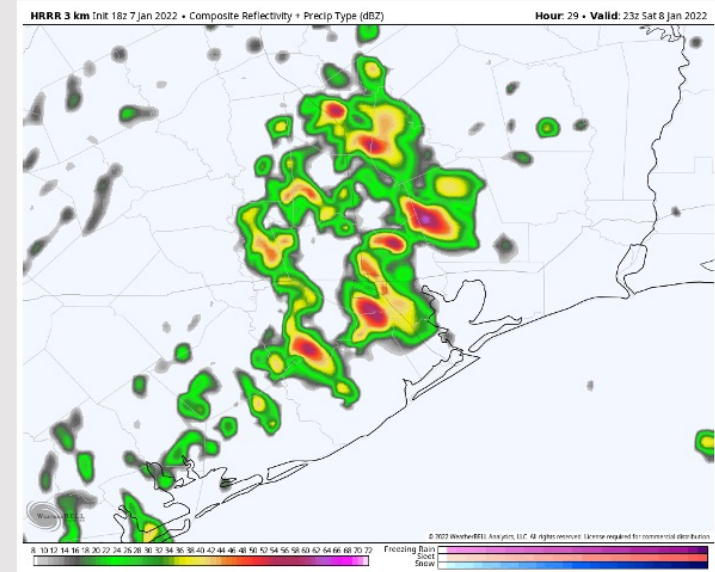 HRRR 3 km Init 18z 7 Jan 2022 • Composite Reflectivity + Precip Type (dBZ) Hour: 29 • Valid: 23z Sat 8 Jan 2022
WeatherBELL
© 2022 WeatherBELL Analytics, LLC. All rights reserved. License required for commercial distribution.
8 10 12 14 16 18 20 22 24 26 28 30 32 34 36 38 40 42 44 46 48 50 52 54 56 58 60 62 64 66 68 70 72
Freezing Rain
Sleet
Snow